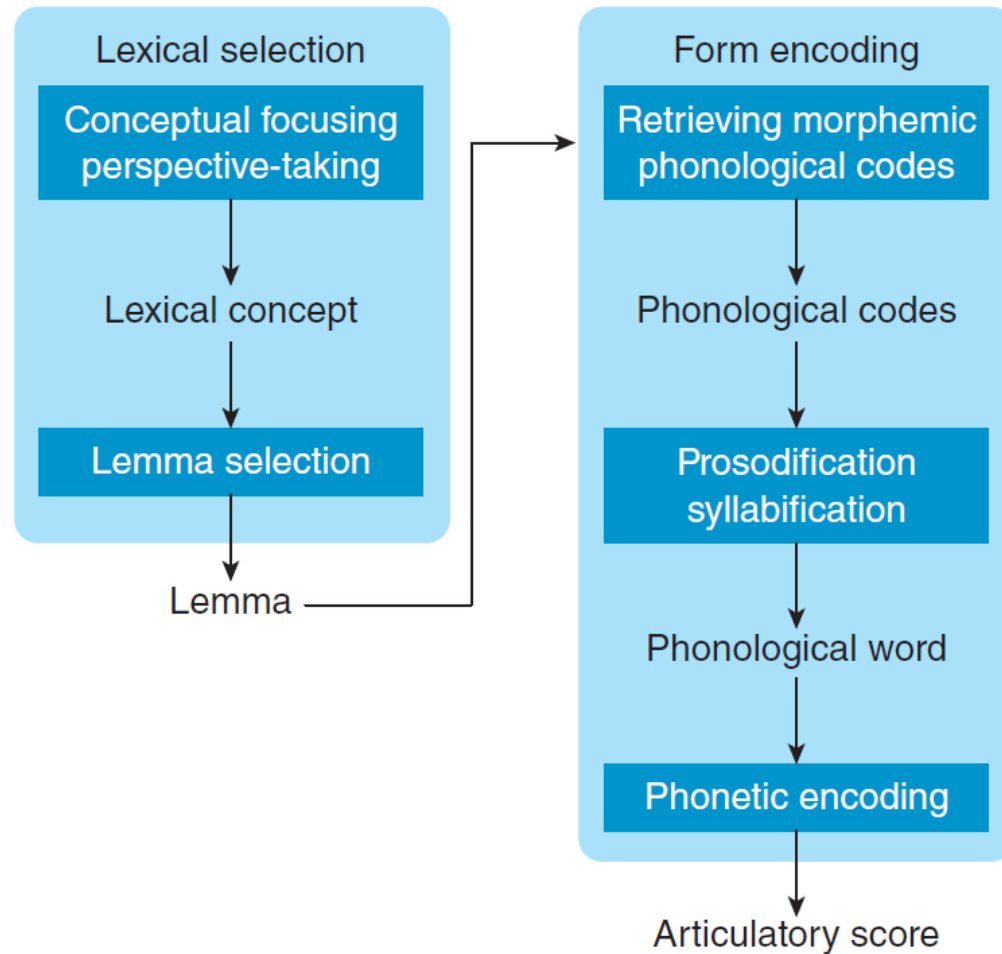 Lexical selection
Conceptual focusing
perspective-taking
Lexical concept
Lemma selection
Lemma
Form encoding
Retrieving morphemic
phonological codes
Phonological codes
Prosodification
syllabification
Phonological word
Phonetic encoding
Articulatory score